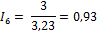 I₆ = 3/3,23 = 0,93